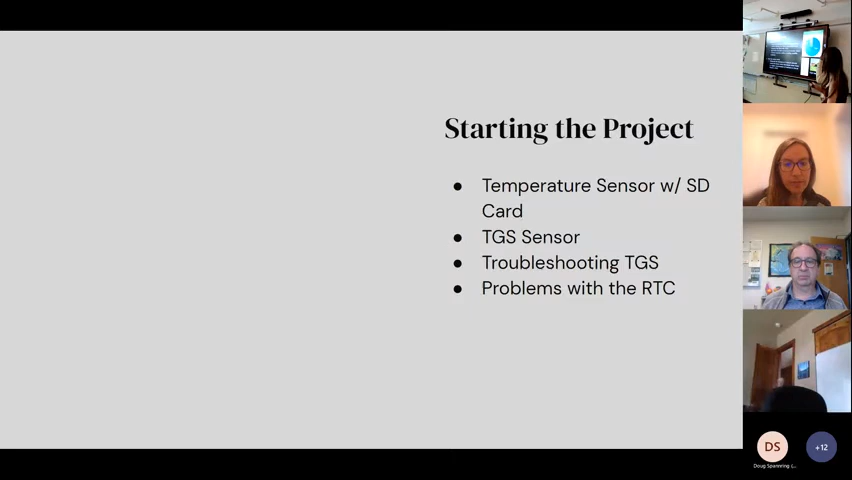 Starting the Project
● Temperature Sensor w/ SD
Card
● TGS Sensor
● Troubleshooting TGS
● Problems with the RTC
DS
+12